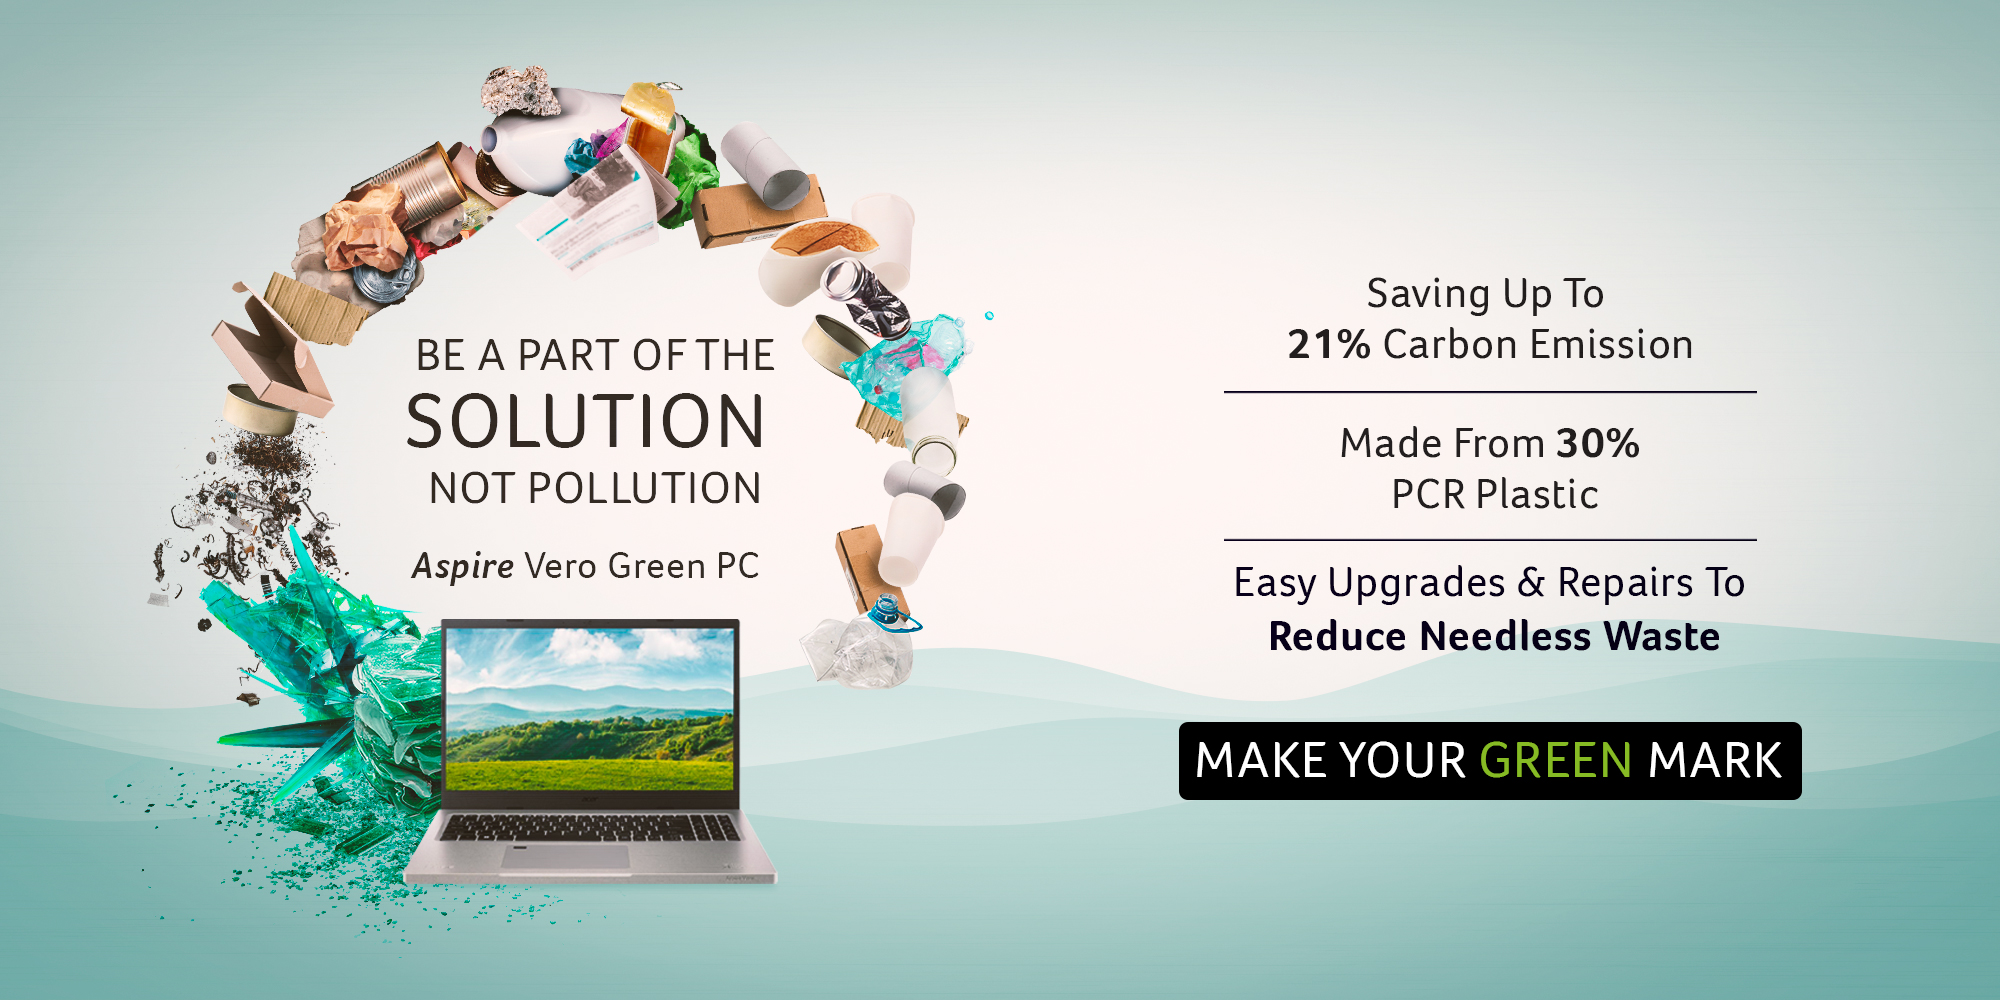 BE A PART OF THE
SOLUTION
NOT POLLUTION
Aspire Vero Green PC
acer
Saving Up To
21% Carbon Emission
Made From 30%
PCR Plastic
Easy Upgrades & Repairs To
Reduce Needless Waste
MAKE YOUR GREEN MARK